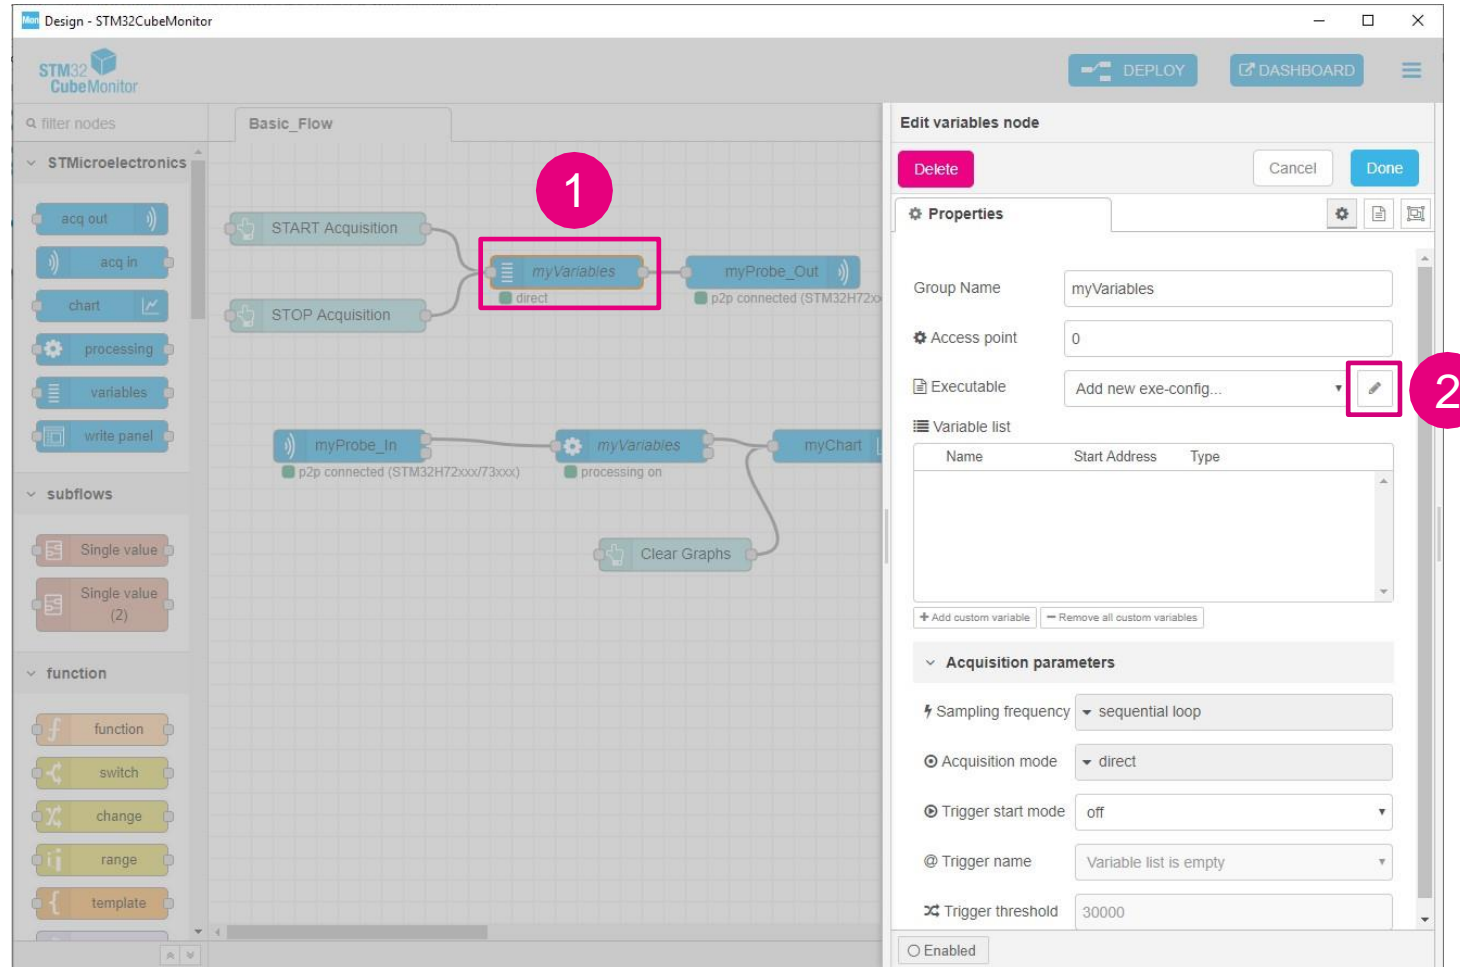 Mon Design - STM32CubeMonitor
STM32
CubeMonitor
DEPLOY
DASHBOARD
filter nodes
Basic_Flow
STMicroelectronics
acq out
acq in
chart
processing
variables
write panel
subflows
Single value
Single value
(2)
function
function
switch
change
range
template
START Acquisition
STOP Acquisition
1
myVariables
direct
myProbe_Out
p2p connected (STM32H72xx
myProbe_In
p2p connected (STM32H72xxx/73xxx)
myVariables
processing on
myChart
Clear Graphs
Edit variables node
Delete
Cancel
Done
Properties
Group Name
myVariables
Access point
0
Executable
Add new exe-config...
2
Variable list
Name Start Address Type
+ Add custom variable
− Remove all custom variables
Acquisition parameters
Sampling frequency
sequential loop
Acquisition mode
direct
Trigger start mode
off
@ Trigger name
Variable list is empty
Trigger threshold
30000
Enabled